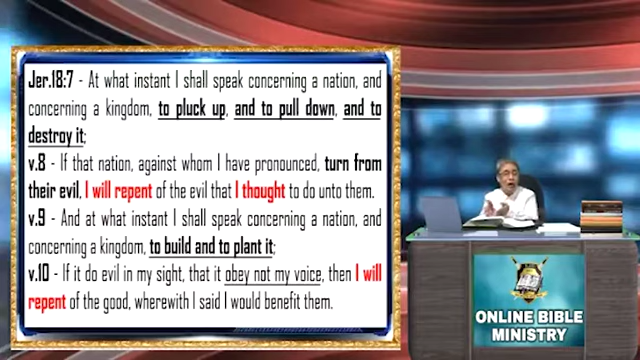 Jer.18:7 - At what instant I shall speak concerning a nation, and
concerning a kingdom, to pluck up, and to pull down, and to
destroy it;
v.8 - If that nation, against whom I have pronounced, turn from
their evil, I will repent of the evil that I thought to do unto them.
v.9 - And at what instant I shall speak concerning a nation, and
concerning a kingdom, to build and to plant it;
v.10 - If it do evil in my sight, that it obey not my voice, then I will
repent of the good, wherewith I said I would benefit them.
ONLINE BIBLE
MINISTRY